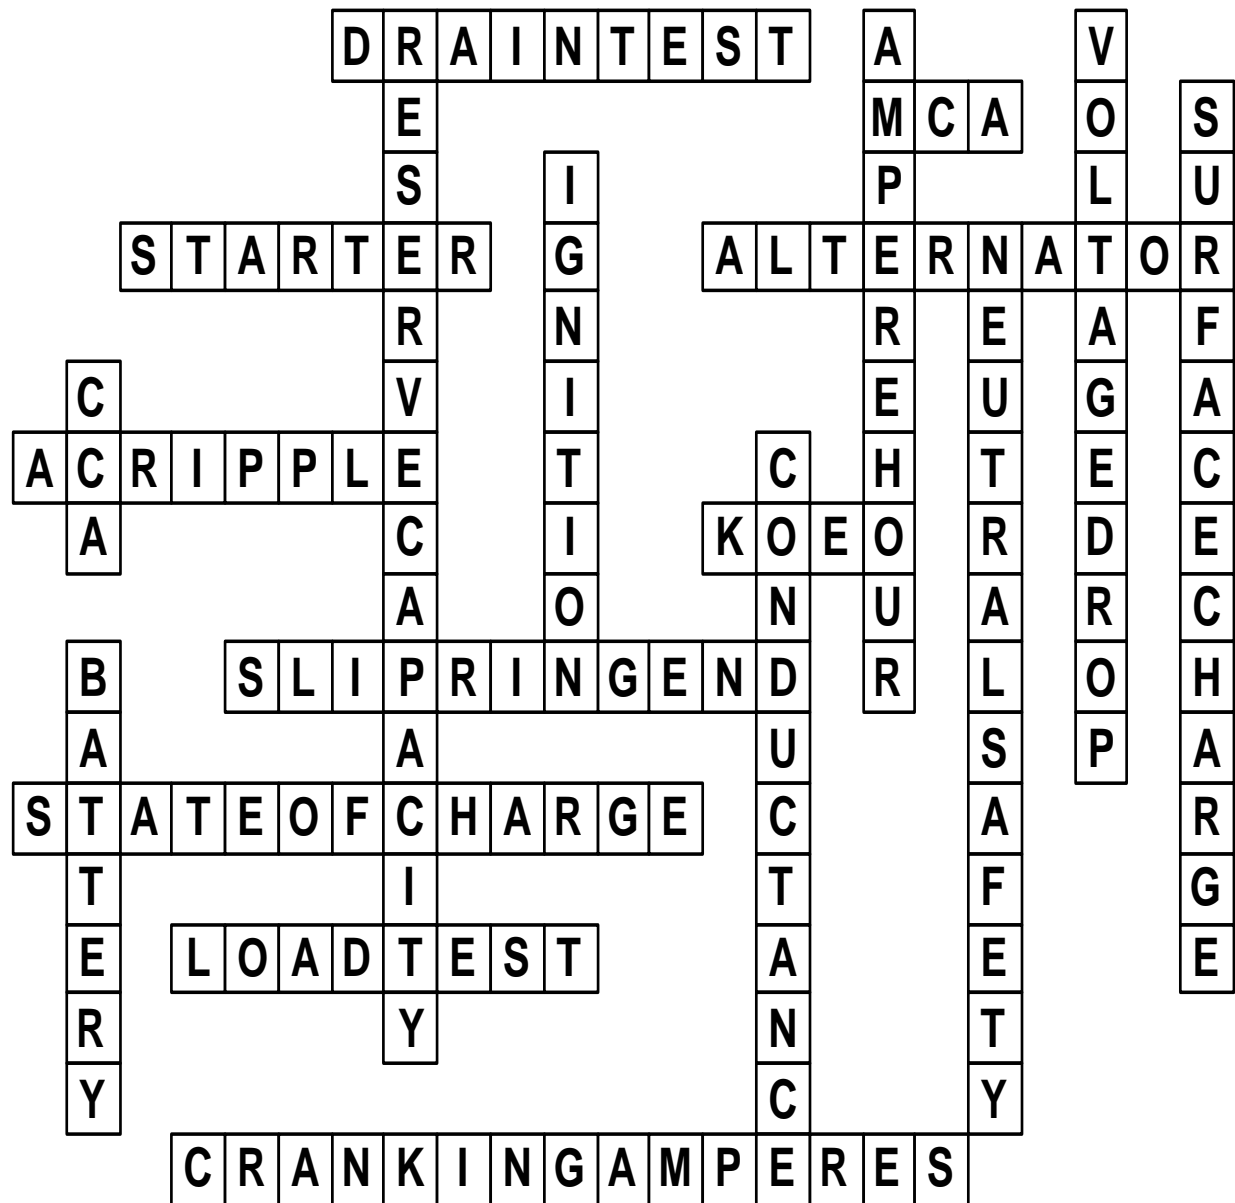 DRAINTEST
RESERVECAPACITY
AMPEREHOUR
VOLTAGEDROP
MCA
SURFACECHARGE
IGNITION
STARTER
ALTERNATOR
NEUTRALSAFETY
CCA
ACRIPPLE
CONDUCTANCE
KOEO
BATTERY
SLIPRINGEND
STATEOFCHARGE
LOADTEST
CRANKINGAMPERES